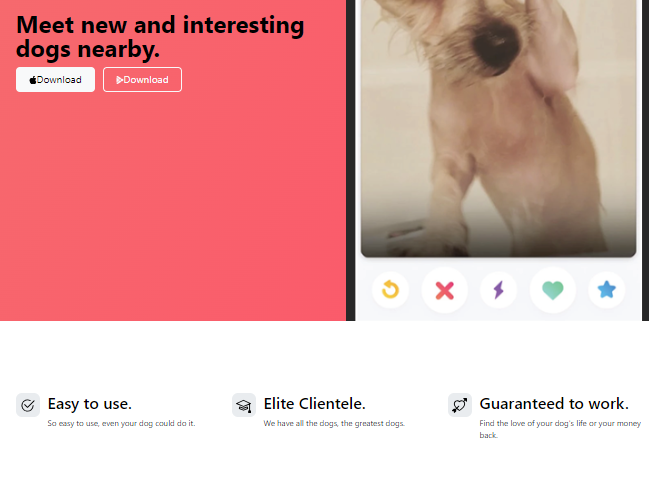 Meet new and interesting
dogs nearby.
Download Download
Easy to use. Elite Clientele. Guaranteed to work.
So easy to use, even your dog could do it. We have all the dogs, the greatest dogs. Find the love of your dog's life or your money
back.